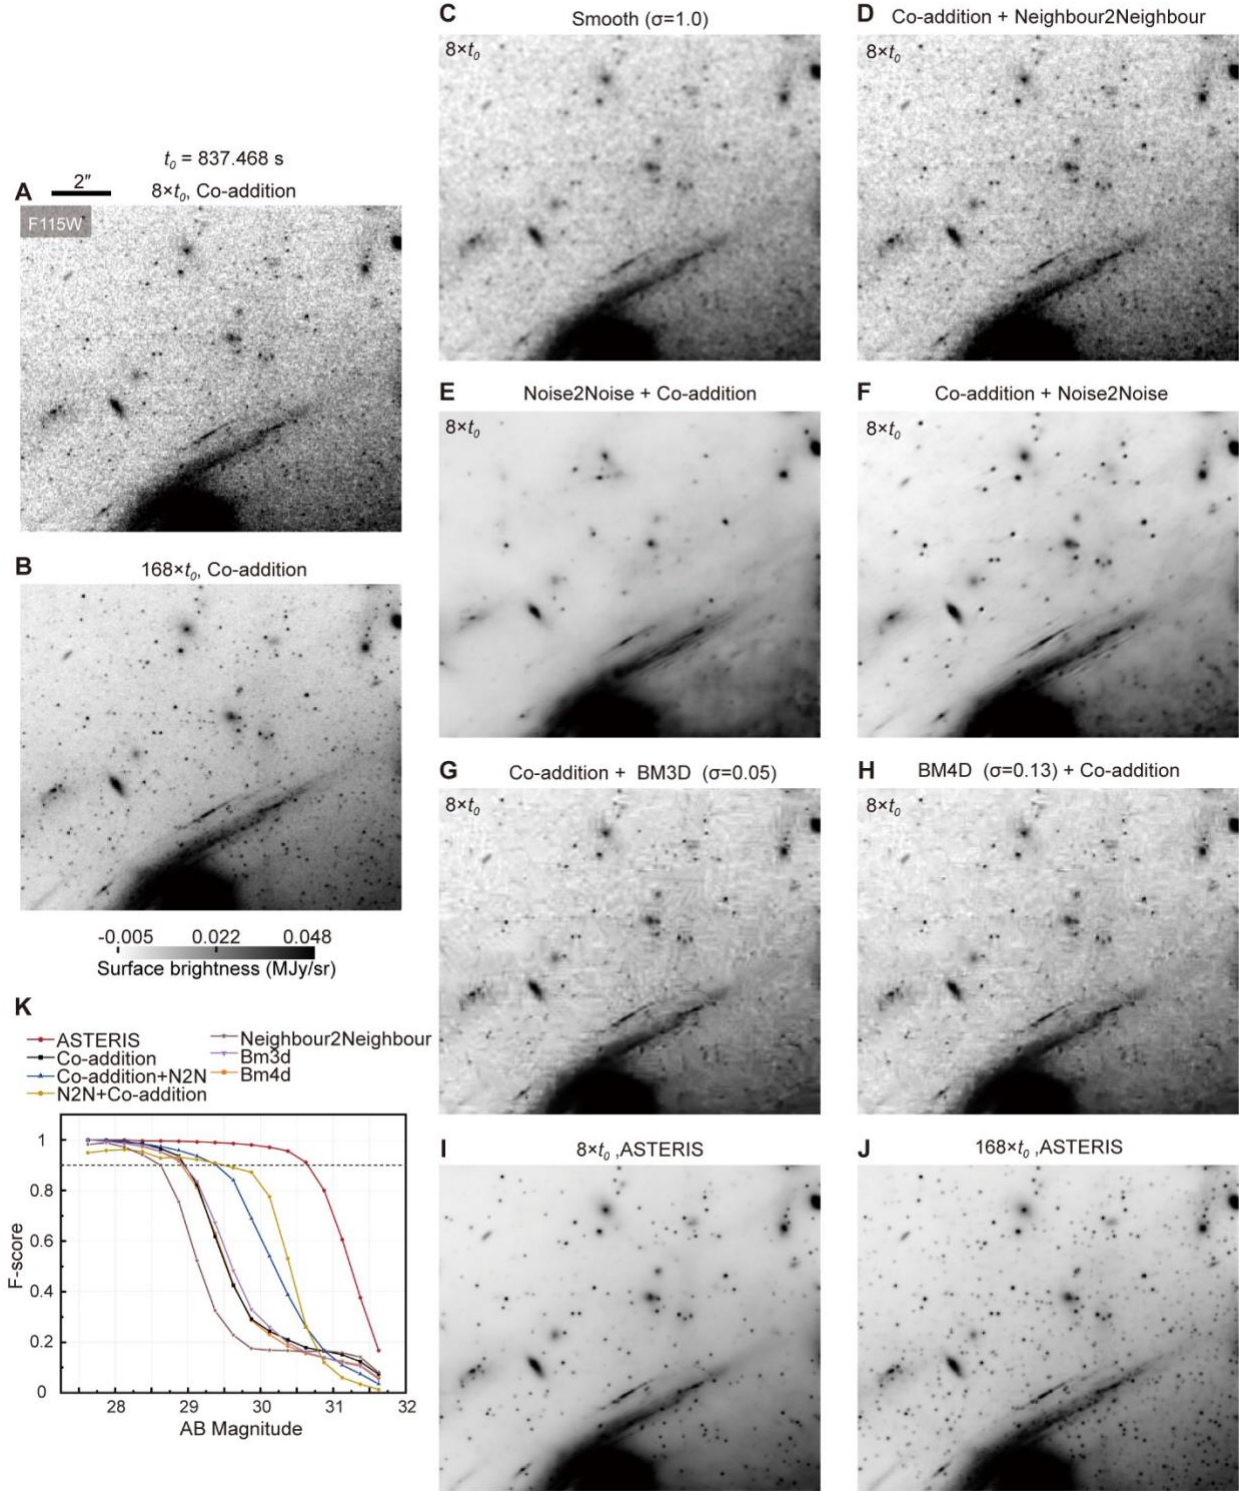 t₀ = 837.468 s
A
2″
8×t₀, Co-addition
F115W
B
168×t₀, Co-addition
-0.005 0.022 0.048
Surface brightness (MJy/sr)
C
Smooth (σ=1.0)
8×t₀
D
Co-addition + Neighbour2Neighbour
8×t₀
E
Noise2Noise + Co-addition
8×t₀
F
Co-addition + Noise2Noise
8×t₀
G
Co-addition + BM3D (σ=0.05)
8×t₀
H
BM4D (σ=0.13) + Co-addition
8×t₀
I
8×t₀ ,ASTERIS
J
168×t₀ ,ASTERIS
K
ASTERIS
Co-addition
Co-addition+N2N
N2N+Co-addition
Neighbour2Neighbour
Bm3d
Bm4d
F-score
1
0.8
0.6
0.4
0.2
0
28 29 30 31 32
AB Magnitude